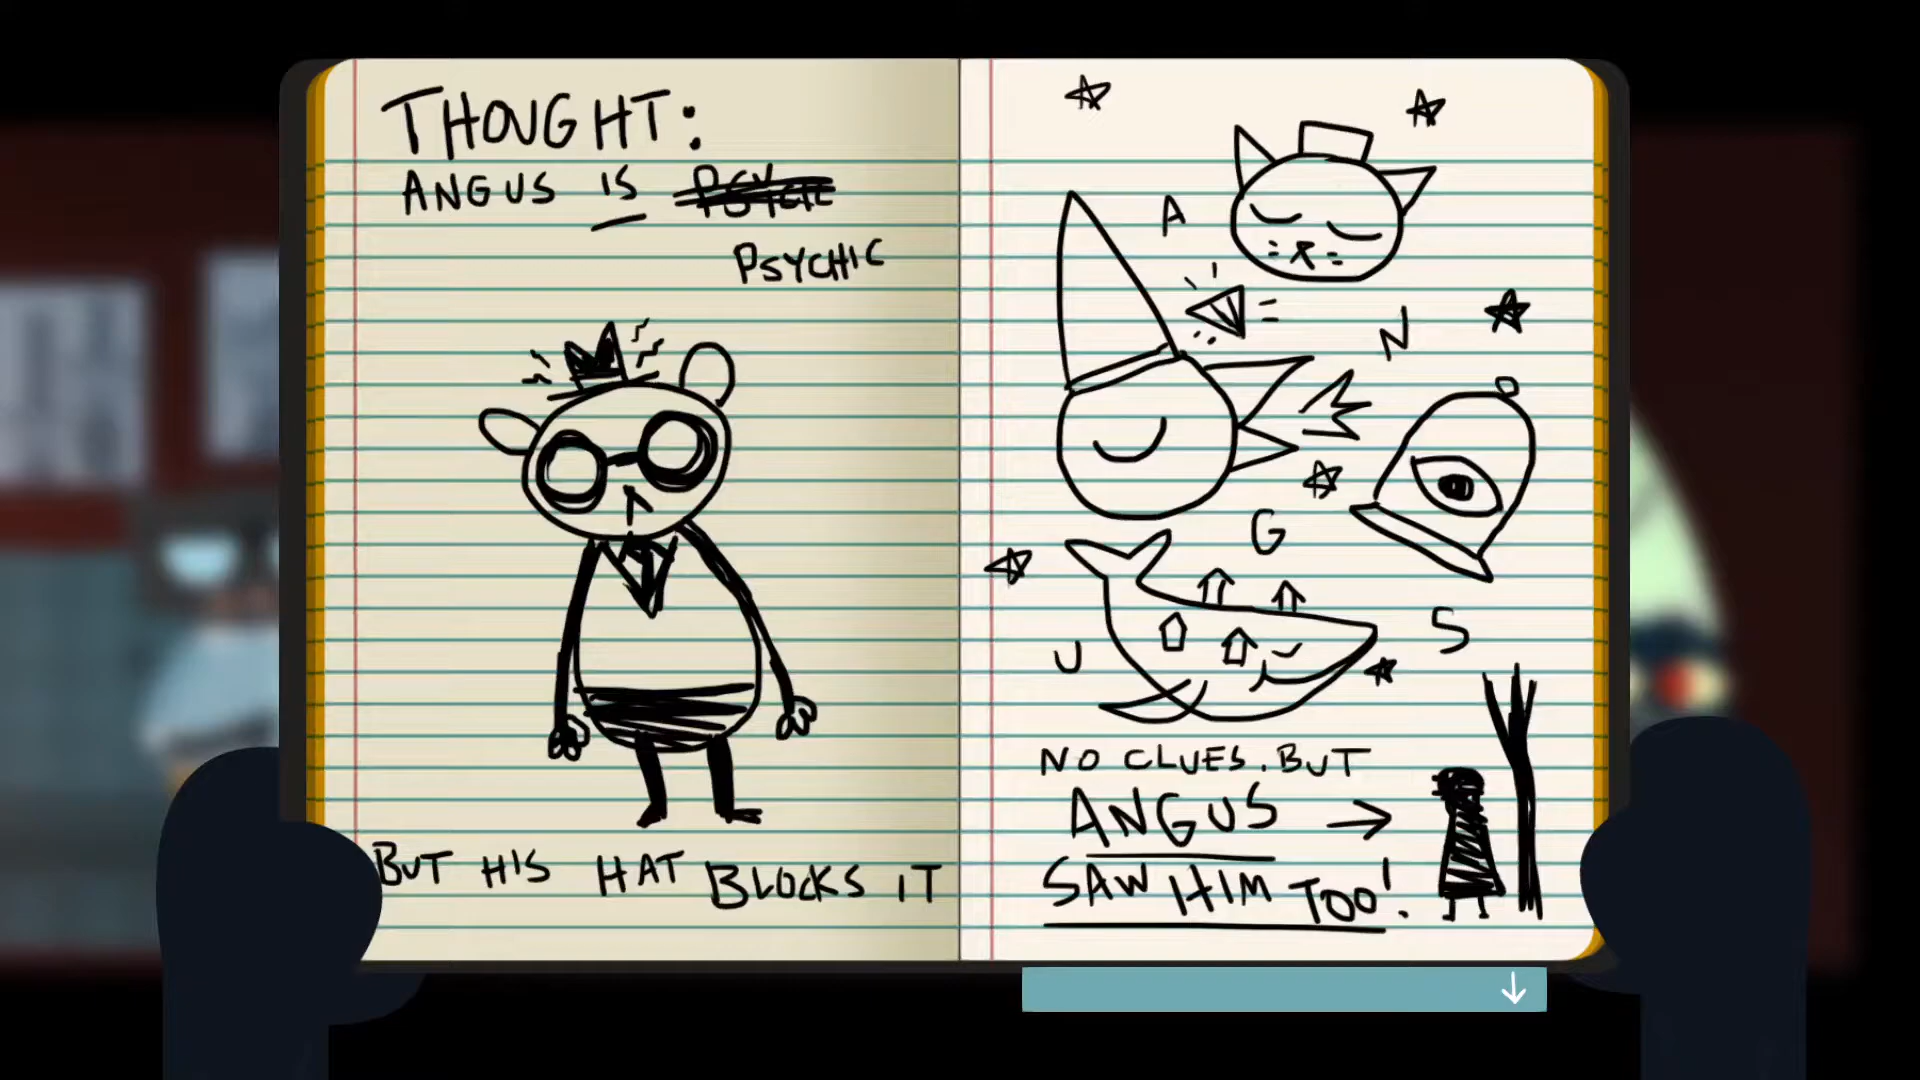 THOUGHT:
ANGUS IS
PSYCHIC
BUT HIS HAT BLOCKS IT
A
N
G
U
S
NO CLUES. BUT
ANGUS →
SAW HIM TOO!